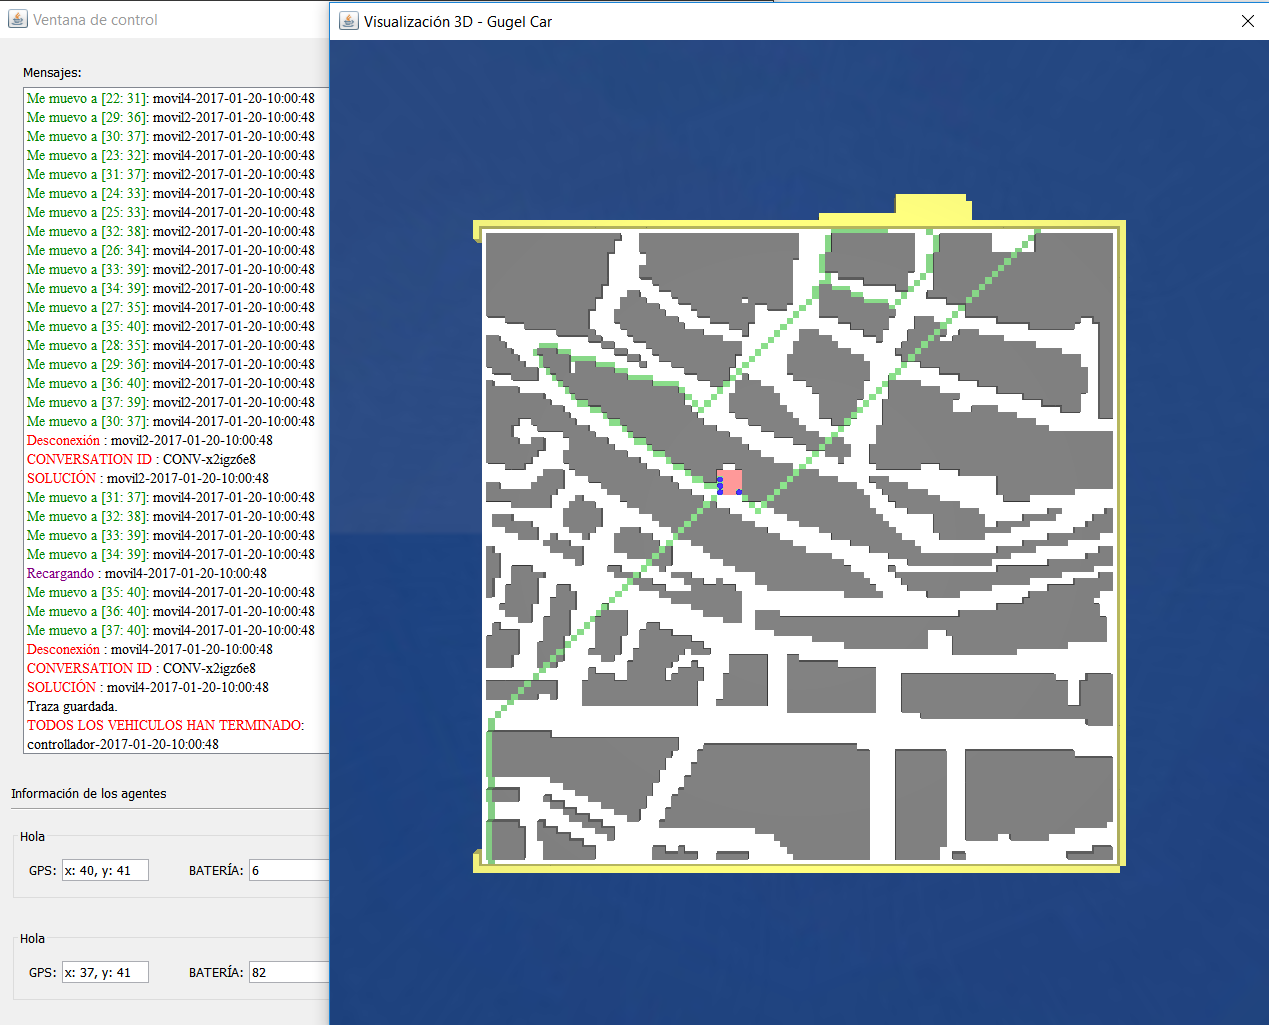 Ventana de control
Visualización 3D - Gugel Car
Mensajes:
Me muevo a [22: 31]: movil4-2017-01-20-10:00:48
Me muevo a [29: 36]: movil2-2017-01-20-10:00:48
Me muevo a [30: 37]: movil2-2017-01-20-10:00:48
Me muevo a [23: 32]: movil4-2017-01-20-10:00:48
Me muevo a [31: 37]: movil2-2017-01-20-10:00:48
Me muevo a [24: 33]: movil4-2017-01-20-10:00:48
Me muevo a [25: 33]: movil4-2017-01-20-10:00:48
Me muevo a [32: 38]: movil2-2017-01-20-10:00:48
Me muevo a [26: 34]: movil4-2017-01-20-10:00:48
Me muevo a [33: 39]: movil2-2017-01-20-10:00:48
Me muevo a [34: 39]: movil2-2017-01-20-10:00:48
Me muevo a [27: 35]: movil4-2017-01-20-10:00:48
Me muevo a [35: 40]: movil2-2017-01-20-10:00:48
Me muevo a [28: 35]: movil4-2017-01-20-10:00:48
Me muevo a [29: 36]: movil4-2017-01-20-10:00:48
Me muevo a [36: 40]: movil2-2017-01-20-10:00:48
Me muevo a [37: 39]: movil2-2017-01-20-10:00:48
Me muevo a [30: 37]: movil4-2017-01-20-10:00:48
Desconexión : movil2-2017-01-20-10:00:48
CONVERSATION ID : CONV-x2igz6e8
SOLUCIÓN : movil2-2017-01-20-10:00:48
Me muevo a [31: 37]: movil4-2017-01-20-10:00:48
Me muevo a [32: 38]: movil4-2017-01-20-10:00:48
Me muevo a [33: 39]: movil4-2017-01-20-10:00:48
Me muevo a [34: 39]: movil4-2017-01-20-10:00:48
Recargando : movil4-2017-01-20-10:00:48
Me muevo a [35: 40]: movil4-2017-01-20-10:00:48
Me muevo a [36: 40]: movil4-2017-01-20-10:00:48
Me muevo a [37: 40]: movil4-2017-01-20-10:00:48
Desconexión : movil4-2017-01-20-10:00:48
CONVERSATION ID : CONV-x2igz6e8
SOLUCIÓN : movil4-2017-01-20-10:00:48
Traza guardada.
TODOS LOS VEHICULOS HAN TERMINADO:
controllador-2017-01-20-10:00:48
Información de los agentes
Hola
GPS: x: 40, y: 41 BATERÍA: 6
Hola
GPS: x: 37, y: 41 BATERÍA: 82